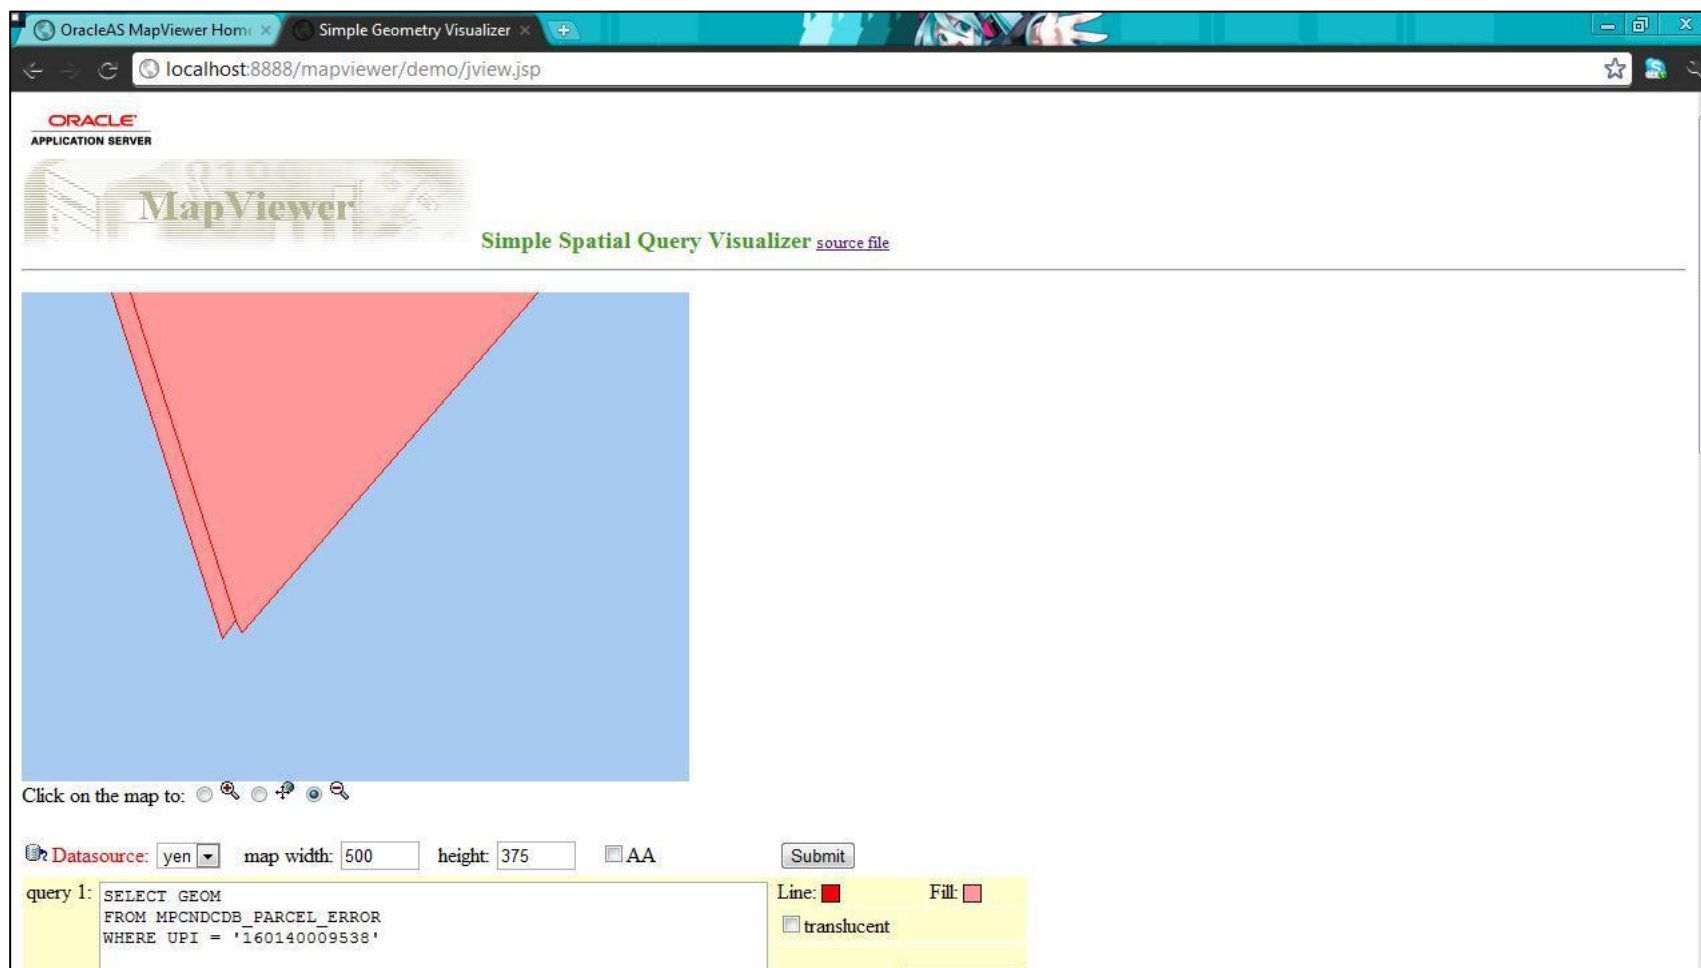 OracleAS MapViewer Hom
Simple Geometry Visualizer
localhost:8888/mapviewer/demo/jview.jsp
ORACLE
APPLICATION SERVER
MapViewer
Simple Spatial Query Visualizer source file
Click on the map to:
Datasource: yen map width: 500 height: 375 AA Submit
query 1: SELECT GEOM
FROM MPCNDCDB_PARCEL_ERROR
WHERE UPI = '160140009538'
Line: Fill:
translucent